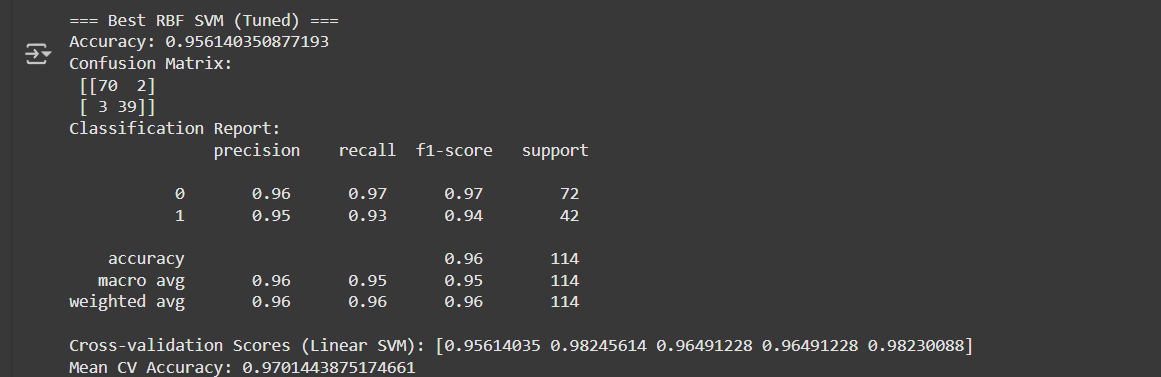 === Best RBF SVM (Tuned) ===
Accuracy: 0.956140350877193
Confusion Matrix:
[[70  2]
[ 3 39]]
Classification Report:
precision    recall  f1-score   support
0       0.96      0.97      0.97        72
1       0.95      0.93      0.94        42
accuracy                           0.96       114
macro avg       0.96      0.95      0.95       114
weighted avg       0.96      0.96      0.96       114
Cross-validation Scores (Linear SVM): [0.95614035 0.98245614 0.96491228 0.96491228 0.98230088]
Mean CV Accuracy: 0.9701443875174661